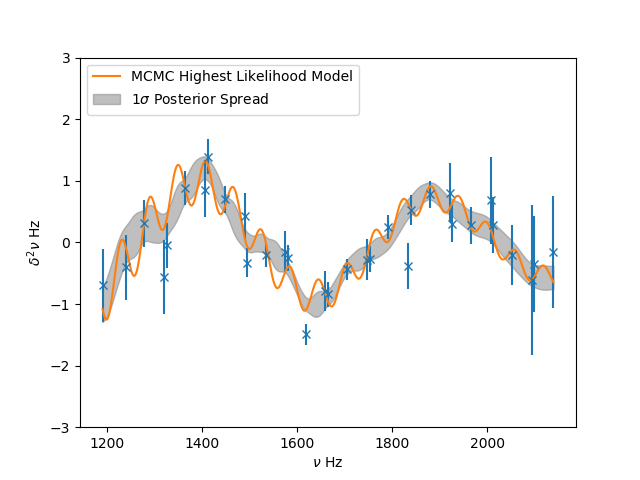 3
MCMC Highest Likelihood Model
1σ Posterior Spread
2
1
0
−1
−2
−3
δ²ν Hz
1200 1400 1600 1800 2000
ν Hz